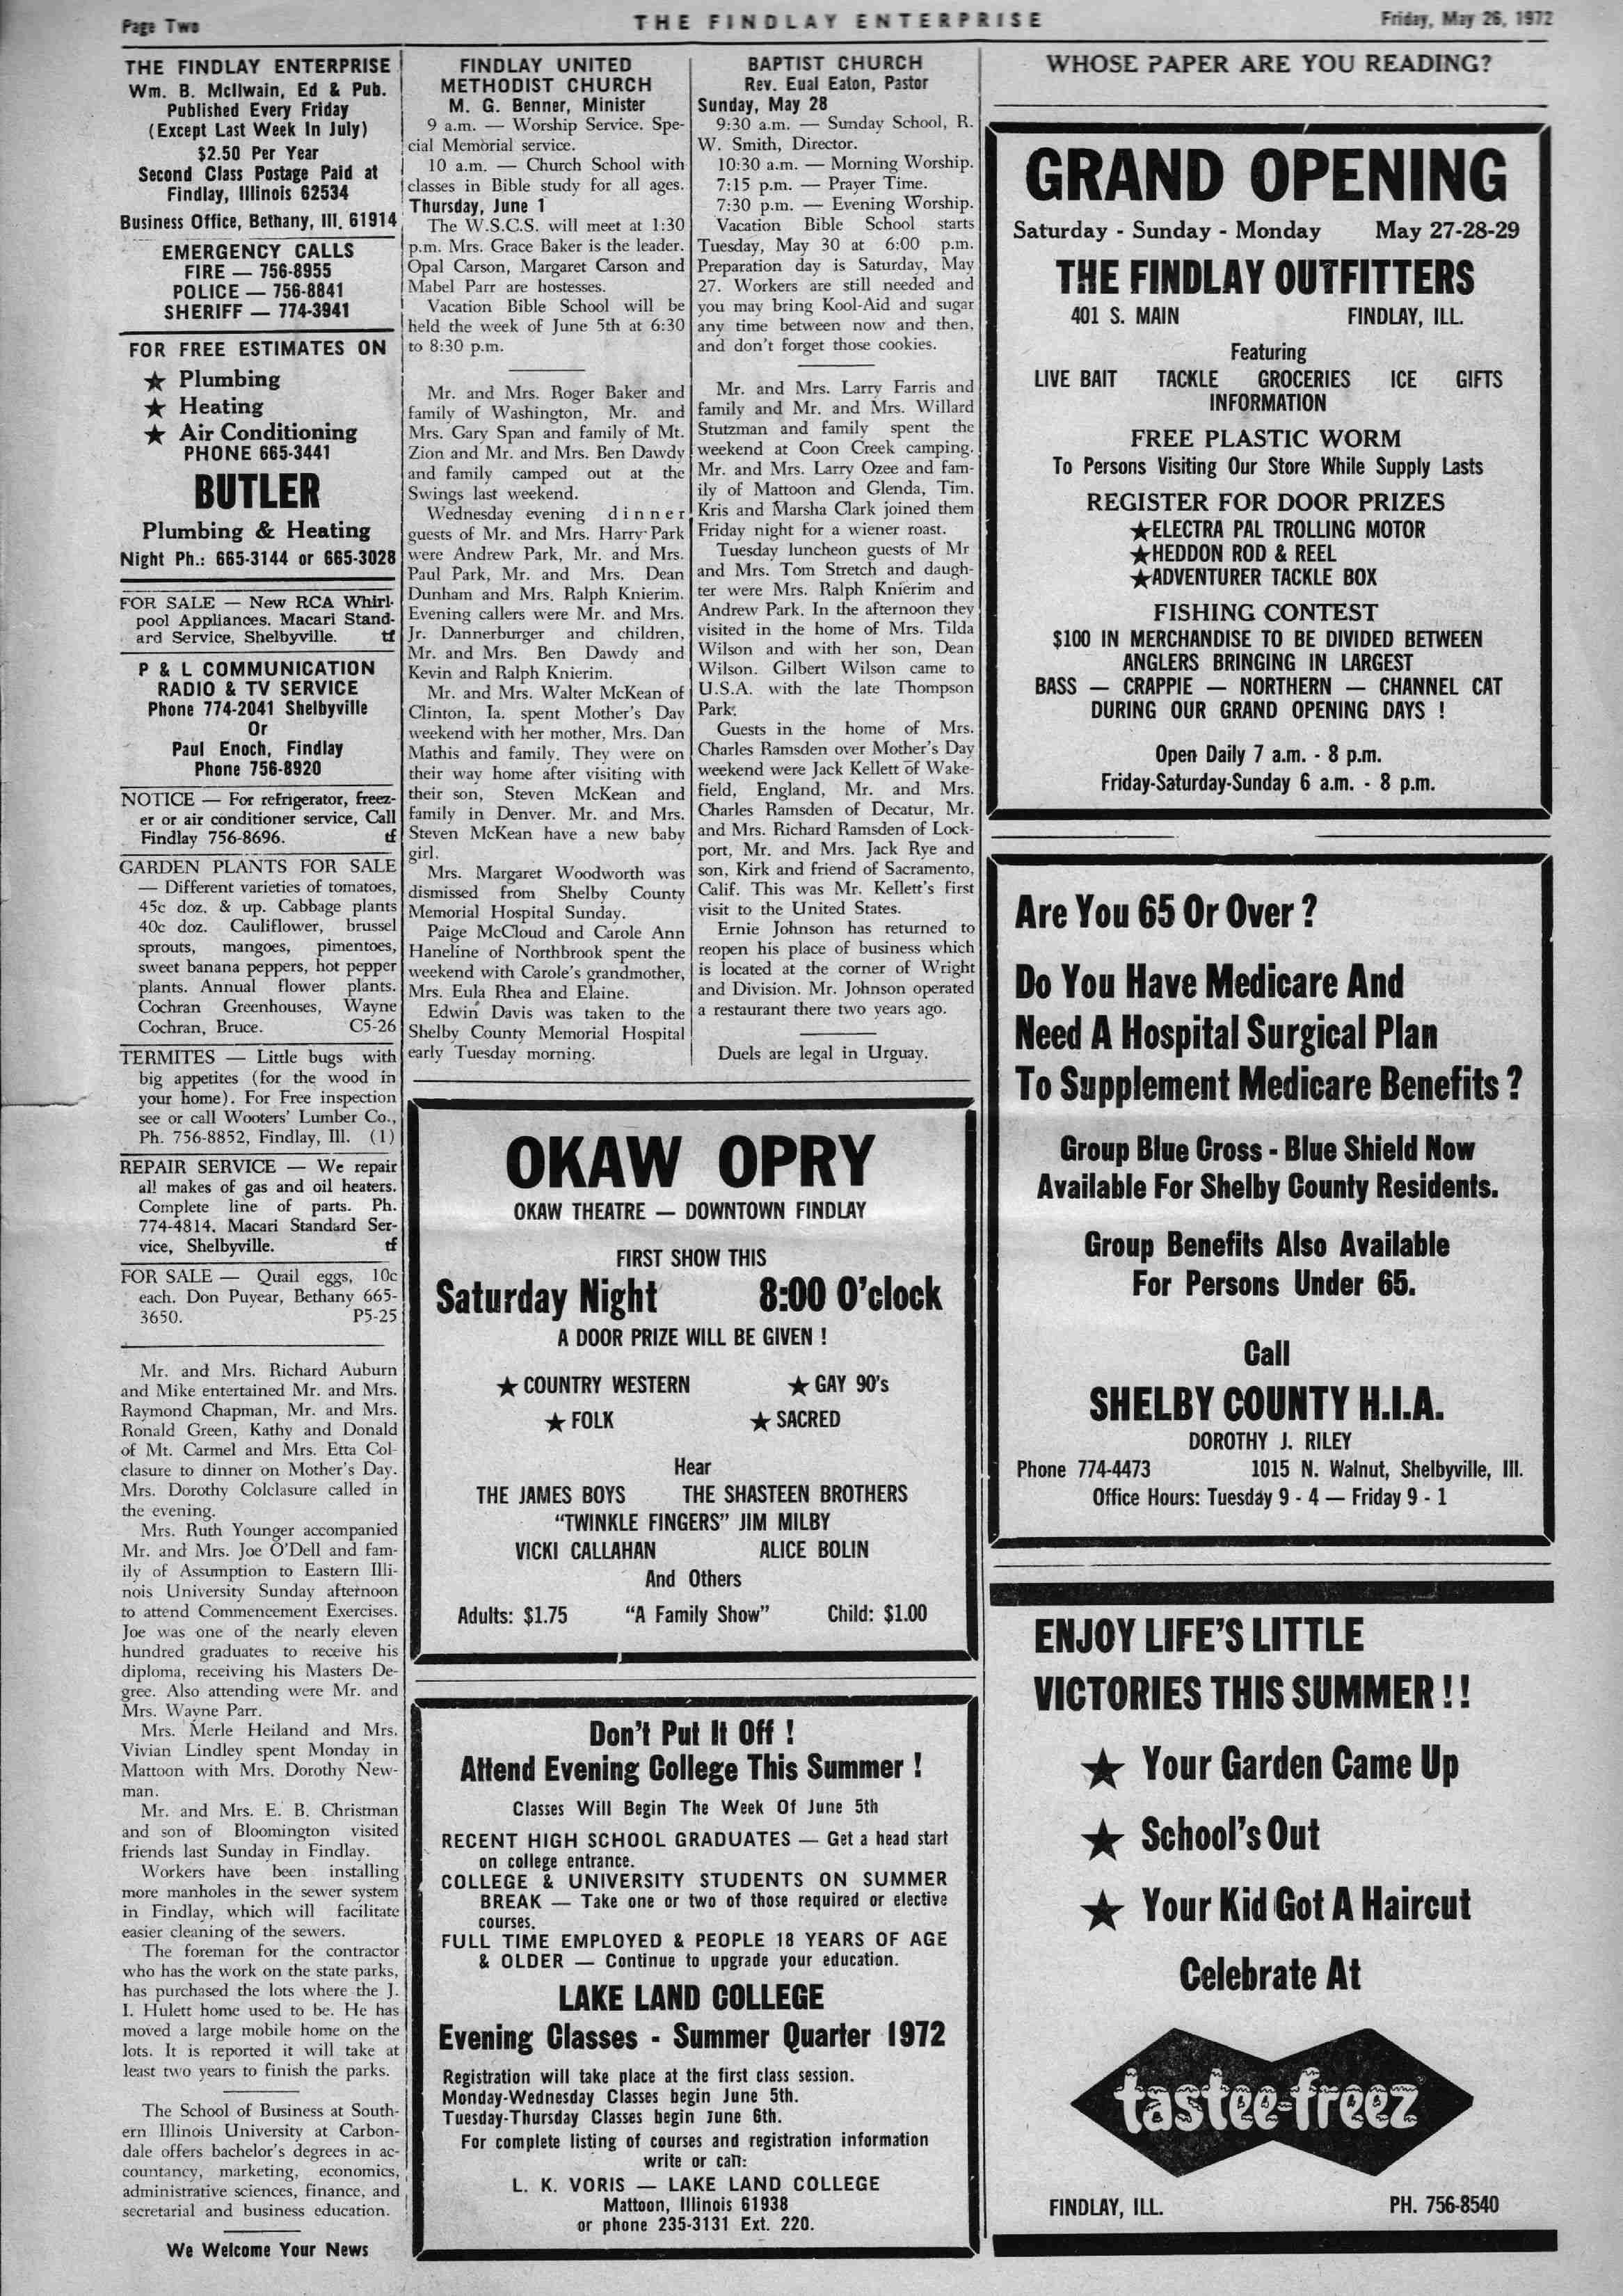 Page Two
THE FINDLAY ENTERPRISE
Friday, May 26, 1972
THE FINDLAY ENTERPRISE
Wm. B. McIlwain, Ed & Pub.
Published Every Friday
(Except Last Week In July)
$2.50 Per Year
Second Class Postage Paid at
Findlay, Illinois 62534
Business Office, Bethany, Ill. 61914
EMERGENCY CALLS
FIRE — 756-8955
POLICE — 756-8841
SHERIFF — 774-3941
FOR FREE ESTIMATES ON
★ Plumbing
★ Heating
★ Air Conditioning
PHONE 665-3441
BUTLER
Plumbing & Heating
Night Ph.: 665-3144 or 665-3028
FOR SALE — New RCA Whirl-
pool Appliances. Macari Stand-
ard Service, Shelbyville. tf
P & L COMMUNICATION
RADIO & TV SERVICE
Phone 774-2041 Shelbyville
Or
Paul Enoch, Findlay
Phone 756-8920
NOTICE — For refrigerator, freez-
er or air conditioner service, Call
Findlay 756-8696. tf
GARDEN PLANTS FOR SALE
— Different varieties of tomatoes,
45c doz. & up. Cabbage plants
40c doz. Cauliflower, brussel
sprouts, mangoes, pimentoes,
sweet banana peppers, hot pepper
plants. Annual flower plants.
Cochran Greenhouses, Wayne
Cochran, Bruce. C5-26
TERMITES — Little bugs with
big appetites (for the wood in
your home). For Free inspection
see or call Wooters' Lumber Co.,
Ph. 756-8852, Findlay, Ill. (1)
REPAIR SERVICE — We repair
all makes of gas and oil heaters.
Complete line of parts. Ph.
774-4814. Macari Standard Ser-
vice, Shelbyville. tf
FOR SALE — Quail eggs, 10c
each. Don Puyear, Bethany 665-
3650. P5-25
Mr. and Mrs. Richard Auburn
and Mike entertained Mr. and Mrs.
Raymond Chapman, Mr. and Mrs.
Ronald Green, Kathy and Donald
of Mt. Carmel and Mrs. Etta Col-
clasure to dinner on Mother's Day.
Mrs. Dorothy Colclasure called in
the evening.
Mrs. Ruth Younger accompanied
Mr. and Mrs. Joe O'Dell and fam-
ily of Assumption to Eastern Illi-
nois University Sunday afternoon
to attend Commencement Exercises.
Joe was one of the nearly eleven
hundred graduates to receive his
diploma, receiving his Masters De-
gree. Also attending were Mr. and
Mrs. Wayne Parr.
Mrs. Merle Heiland and Mrs.
Vivian Lindley spent Monday in
Mattoon with Mrs. Dorothy New-
man.
Mr. and Mrs. E. B. Christman
and son of Bloomington visited
friends last Sunday in Findlay.
Workers have been installing
more manholes in the sewer system
in Findlay, which will facilitate
easier cleaning of the sewers.
The foreman for the contractor
who has the work on the state parks,
has purchased the lots where the J.
I. Hulett home used to be. He has
moved a large mobile home on the
lots. It is reported it will take at
least two years to finish the parks.
The School of Business at South-
ern Illinois University at Carbon-
dale offers bachelor's degrees in ac-
countancy, marketing, economics,
administrative sciences, finance, and
secretarial and business education.
We Welcome Your News
FINDLAY UNITED
METHODIST CHURCH
M. G. Benner, Minister
9 a.m. — Worship Service. Spe-
cial Memorial service.
10 a.m. — Church School with
classes in Bible study for all ages.
Thursday, June 1
The W.S.C.S. will meet at 1:30
p.m. Mrs. Grace Baker is the leader.
Opal Carson, Margaret Carson and
Mabel Parr are hostesses.
Vacation Bible School will be
held the week of June 5th at 6:30
to 8:30 p.m.
Mr. and Mrs. Roger Baker and
family of Washington, Mr. and
Mrs. Gary Span and family of Mt.
Zion and Mr. and Mrs. Ben Dawdy
and family camped out at the
Swings last weekend.
Wednesday evening dinner
guests of Mr. and Mrs. Harry Park
were Andrew Park, Mr. and Mrs.
Paul Park, Mr. and Mrs. Dean
Dunham and Mrs. Ralph Knierim.
Evening callers were Mr. and Mrs.
Jr. Dannerburger and children,
Mr. and Mrs. Ben Dawdy and
Kevin and Ralph Knierim.
Mr. and Mrs. Walter McKean of
Clinton, Ia. spent Mother's Day
weekend with her mother, Mrs. Dan
Mathis and family. They were on
their way home after visiting with
their son, Steven McKean and
family in Denver. Mr. and Mrs.
Steven McKean have a new baby
girl.
Mrs. Margaret Woodworth was
dismissed from Shelby County
Memorial Hospital Sunday.
Paige McCloud and Carole Ann
Haneline of Northbrook spent the
weekend with Carole's grandmother,
Mrs. Eula Rhea and Elaine.
Edwin Davis was taken to the
Shelby County Memorial Hospital
early Tuesday morning.
BAPTIST CHURCH
Rev. Eual Eaton, Pastor
Sunday, May 28
9:30 a.m. — Sunday School, R.
W. Smith, Director.
10:30 a.m. — Morning Worship.
7:15 p.m. — Prayer Time.
7:30 p.m. — Evening Worship.
Vacation Bible School starts
Tuesday, May 30 at 6:00 p.m.
Preparation day is Saturday, May
27. Workers are still needed and
you may bring Kool-Aid and sugar
any time between now and then,
and don't forget those cookies.
Mr. and Mrs. Larry Farris and
family and Mr. and Mrs. Willard
Stutzman and family spent the
weekend at Coon Creek camping.
Mr. and Mrs. Larry Ozee and fam-
ily of Mattoon and Glenda, Tim.
Kris and Marsha Clark joined them
Friday night for a wiener roast.
Tuesday luncheon guests of Mr
and Mrs. Tom Stretch and daugh-
ter were Mrs. Ralph Knierim and
Andrew Park. In the afternoon they
visited in the home of Mrs. Tilda
Wilson and with her son, Dean
Wilson. Gilbert Wilson came to
U.S.A. with the late Thompson
Park.
Guests in the home of Mrs.
Charles Ramsden over Mother's Day
weekend were Jack Kellett of Wake-
field, England, Mr. and Mrs.
Charles Ramsden of Decatur, Mr.
and Mrs. Richard Ramsden of Lock-
port, Mr. and Mrs. Jack Rye and
son, Kirk and friend of Sacramento,
Calif. This was Mr. Kellett's first
visit to the United States.
Ernie Johnson has returned to
reopen his place of business which
is located at the corner of Wright
and Division. Mr. Johnson operated
a restaurant there two years ago.
Duels are legal in Urguay.
OKAW OPRY
OKAW THEATRE — DOWNTOWN FINDLAY
FIRST SHOW THIS
Saturday Night 8:00 O'clock
A DOOR PRIZE WILL BE GIVEN !
★ COUNTRY WESTERN ★ GAY 90's
★ FOLK ★ SACRED
Hear
THE JAMES BOYS THE SHASTEEN BROTHERS
"TWINKLE FINGERS" JIM MILBY
VICKI CALLAHAN ALICE BOLIN
And Others
Adults: $1.75 "A Family Show" Child: $1.00
Don't Put It Off !
Attend Evening College This Summer !
Classes Will Begin The Week Of June 5th
RECENT HIGH SCHOOL GRADUATES — Get a head start
on college entrance.
COLLEGE & UNIVERSITY STUDENTS ON SUMMER
BREAK — Take one or two of those required or elective
courses.
FULL TIME EMPLOYED & PEOPLE 18 YEARS OF AGE
& OLDER — Continue to upgrade your education.
LAKE LAND COLLEGE
Evening Classes - Summer Quarter 1972
Registration will take place at the first class session.
Monday-Wednesday Classes begin June 5th.
Tuesday-Thursday Classes begin June 6th.
For complete listing of courses and registration information
write or call:
L. K. VORIS — LAKE LAND COLLEGE
Mattoon, Illinois 61938
or phone 235-3131 Ext. 220.
WHOSE PAPER ARE YOU READING?
GRAND OPENING
Saturday - Sunday - Monday May 27-28-29
THE FINDLAY OUTFITTERS
401 S. MAIN FINDLAY, ILL.
Featuring
LIVE BAIT TACKLE GROCERIES ICE GIFTS
INFORMATION
FREE PLASTIC WORM
To Persons Visiting Our Store While Supply Lasts
REGISTER FOR DOOR PRIZES
★ELECTRA PAL TROLLING MOTOR
★HEDDON ROD & REEL
★ADVENTURER TACKLE BOX
FISHING CONTEST
$100 IN MERCHANDISE TO BE DIVIDED BETWEEN
ANGLERS BRINGING IN LARGEST
BASS — CRAPPIE — NORTHERN — CHANNEL CAT
DURING OUR GRAND OPENING DAYS !
Open Daily 7 a.m. - 8 p.m.
Friday-Saturday-Sunday 6 a.m. - 8 p.m.
Are You 65 Or Over ?
Do You Have Medicare And
Need A Hospital Surgical Plan
To Supplement Medicare Benefits ?
Group Blue Cross - Blue Shield Now
Available For Shelby County Residents.
Group Benefits Also Available
For Persons Under 65.
Call
SHELBY COUNTY H.I.A.
DOROTHY J. RILEY
Phone 774-4473 1015 N. Walnut, Shelbyville, Ill.
Office Hours: Tuesday 9 - 4 — Friday 9 - 1
ENJOY LIFE'S LITTLE
VICTORIES THIS SUMMER ! !
★ Your Garden Came Up
★ School's Out
★ Your Kid Got A Haircut
Celebrate At
tastee-freez
FINDLAY, ILL. PH. 756-8540